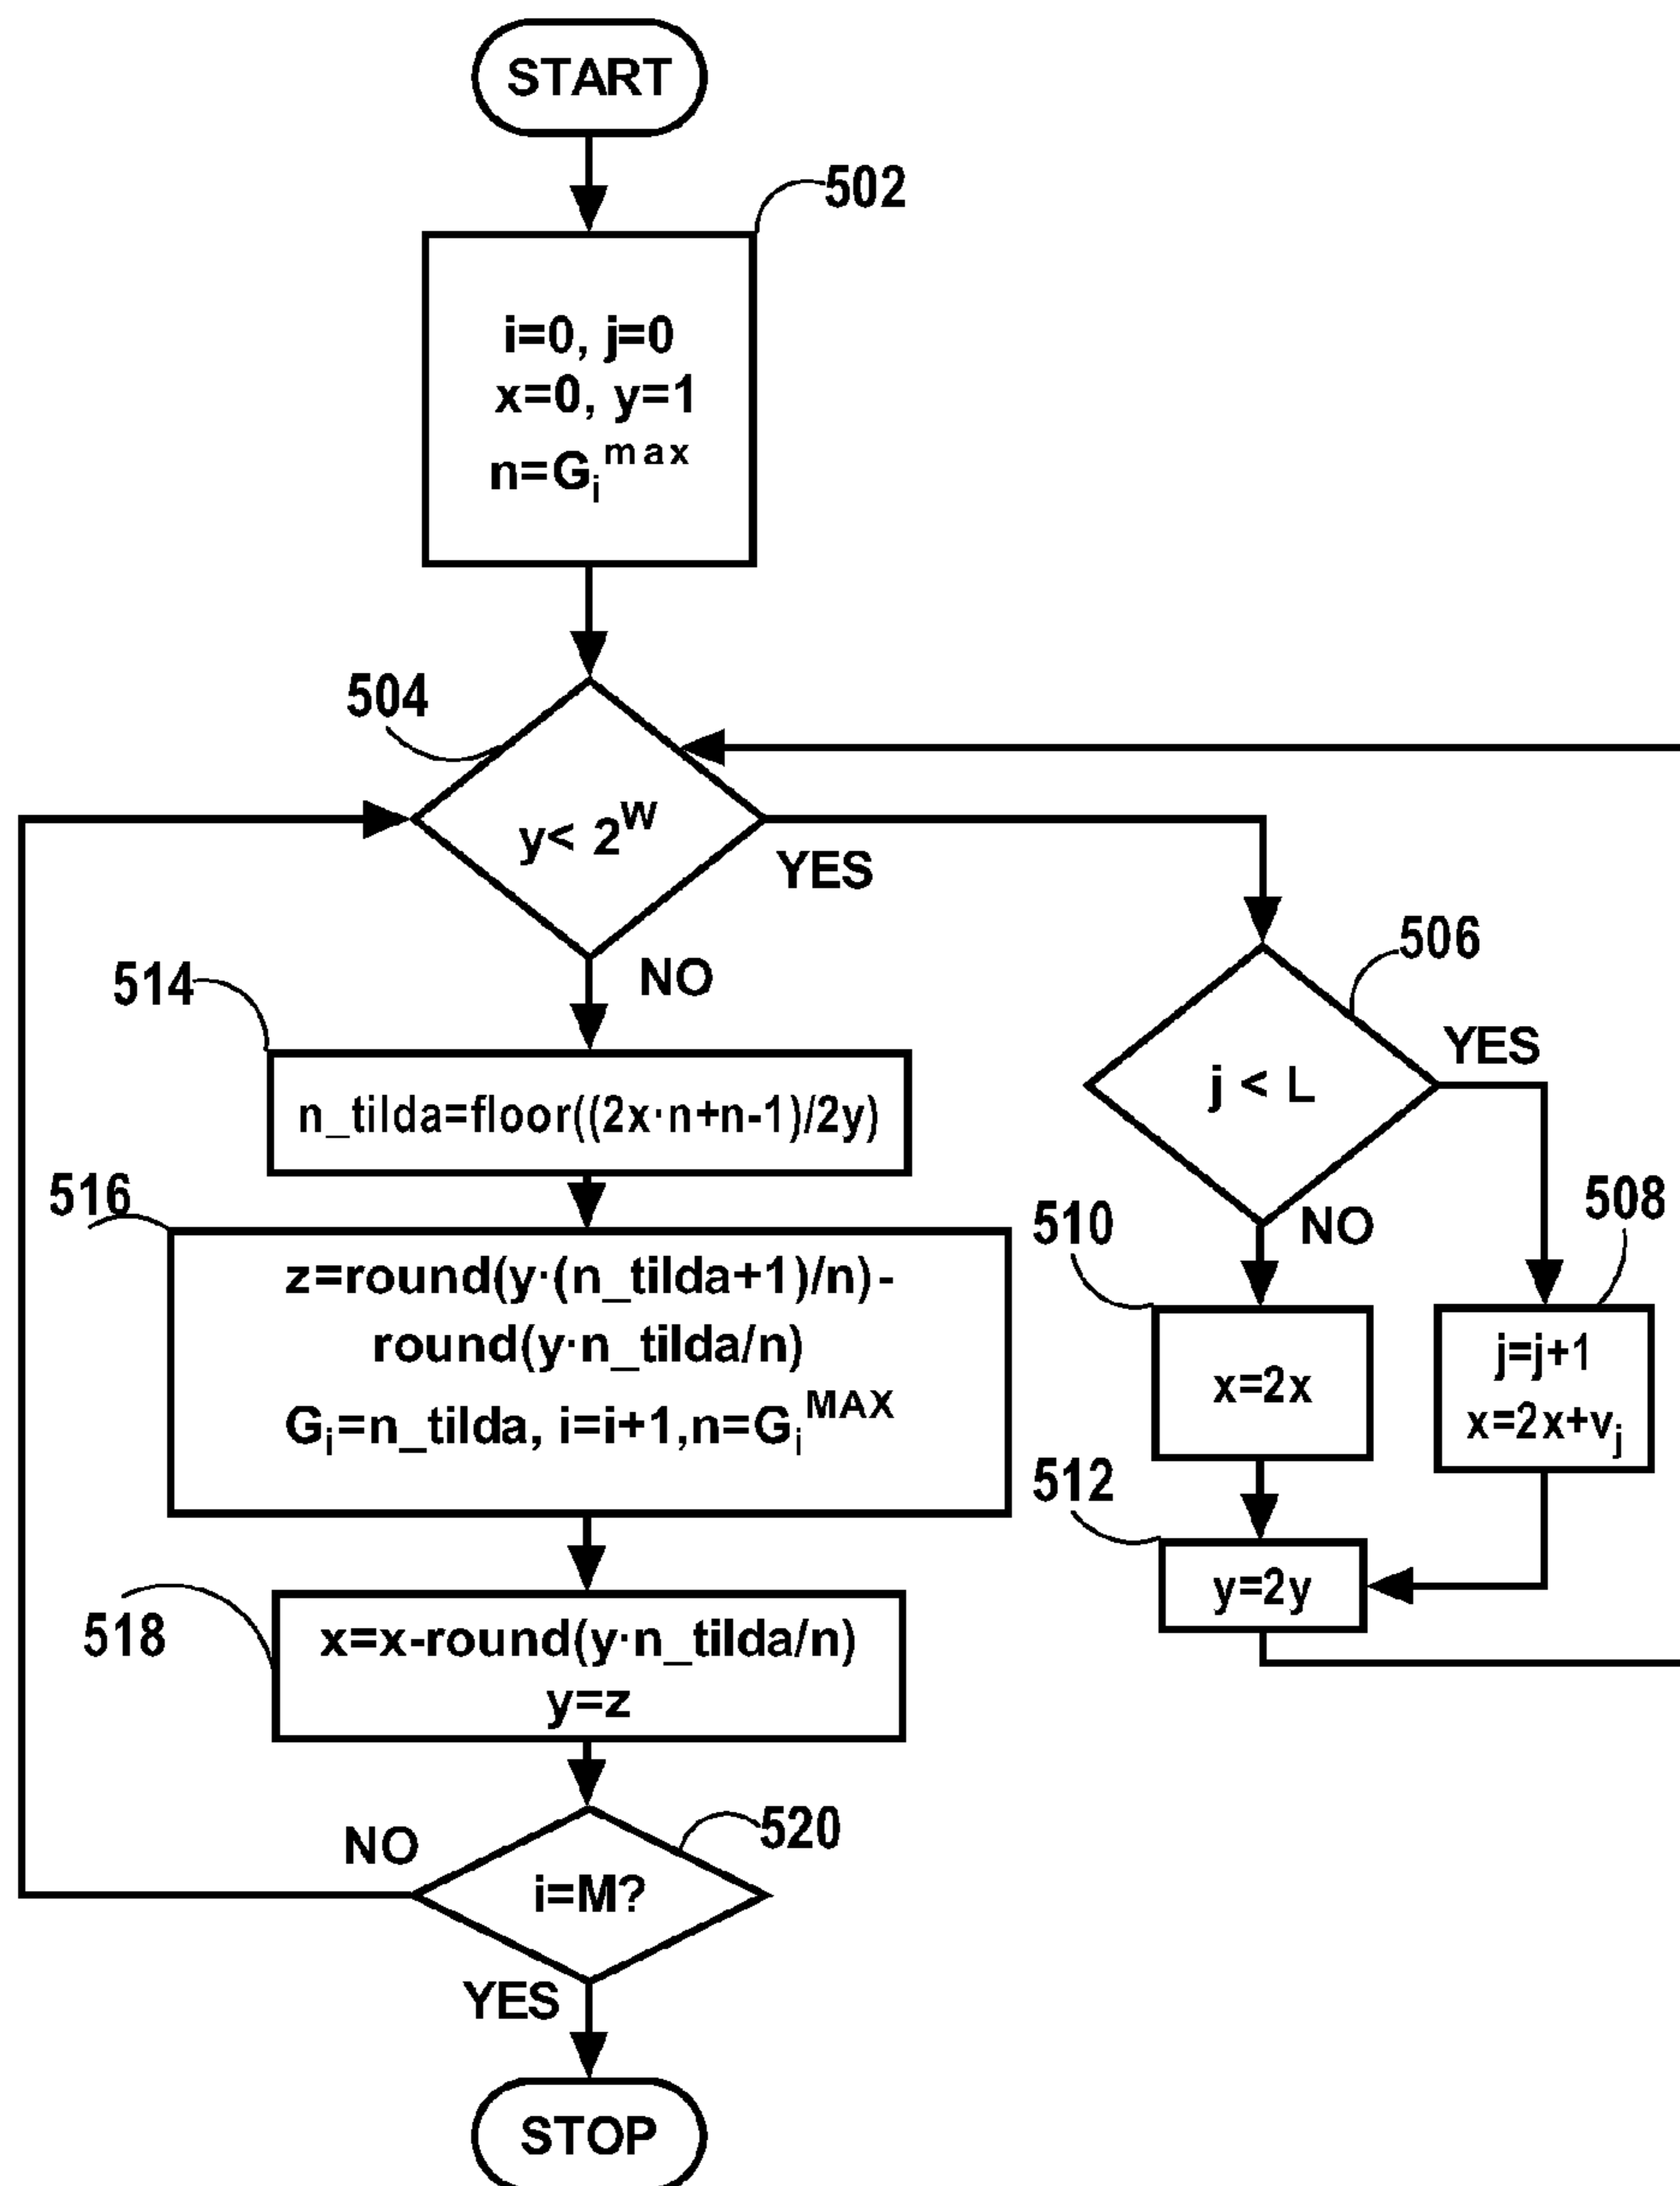 START
502
i=0, j=0
x=0, y=1
n=G_i^max
504
y< 2^W
YES
NO
506
j < L
YES
NO
514
n_tilda=floor((2x·n+n-1)/2y)
516
z=round(y·(n_tilda+1)/n)-
round(y·n_tilda/n)
G_i=n_tilda, i=i+1,n=G_i^MAX
510
x=2x
508
j=j+1
x=2x+v_j
512
y=2y
518
x=x-round(y·n_tilda/n)
y=z
520
i=M?
NO
YES
STOP